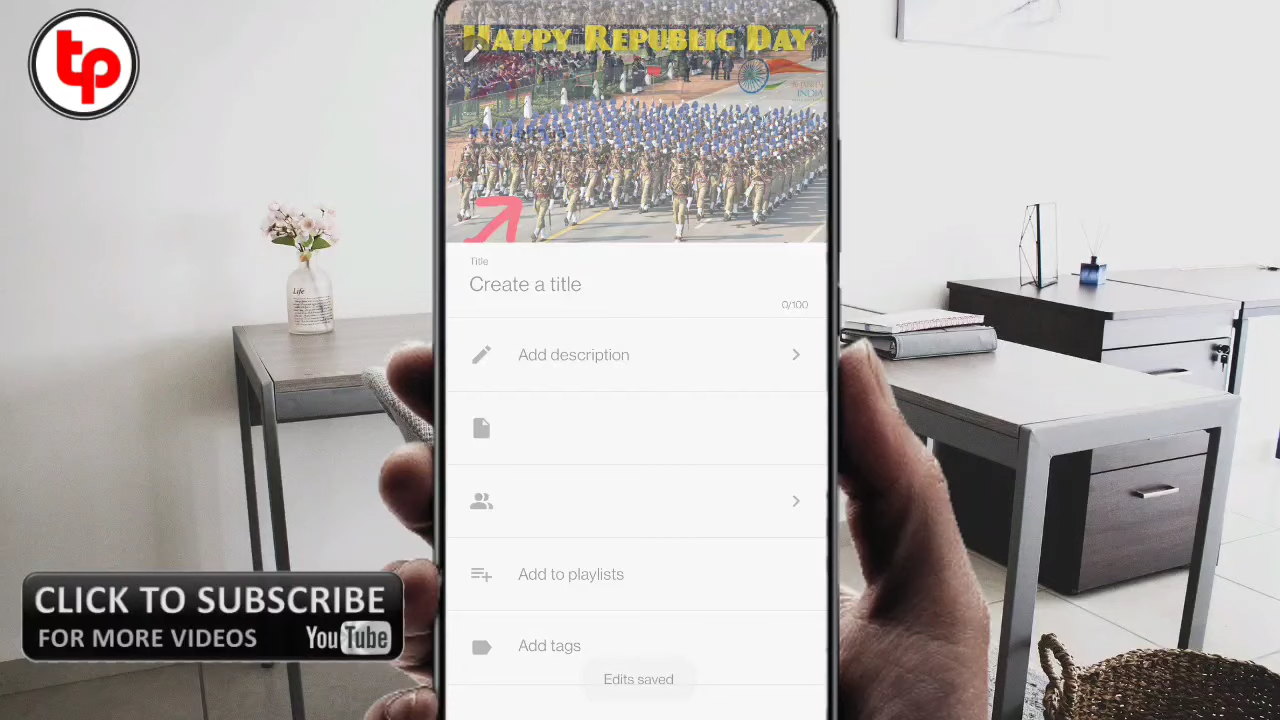 tp
HAPPY REPUBLIC DAY
INDIA
Title
Create a title
0/100
Add description
Add to playlists
Add tags
Edits saved
Life
CLICK TO SUBSCRIBE
FOR MORE VIDEOS YouTube